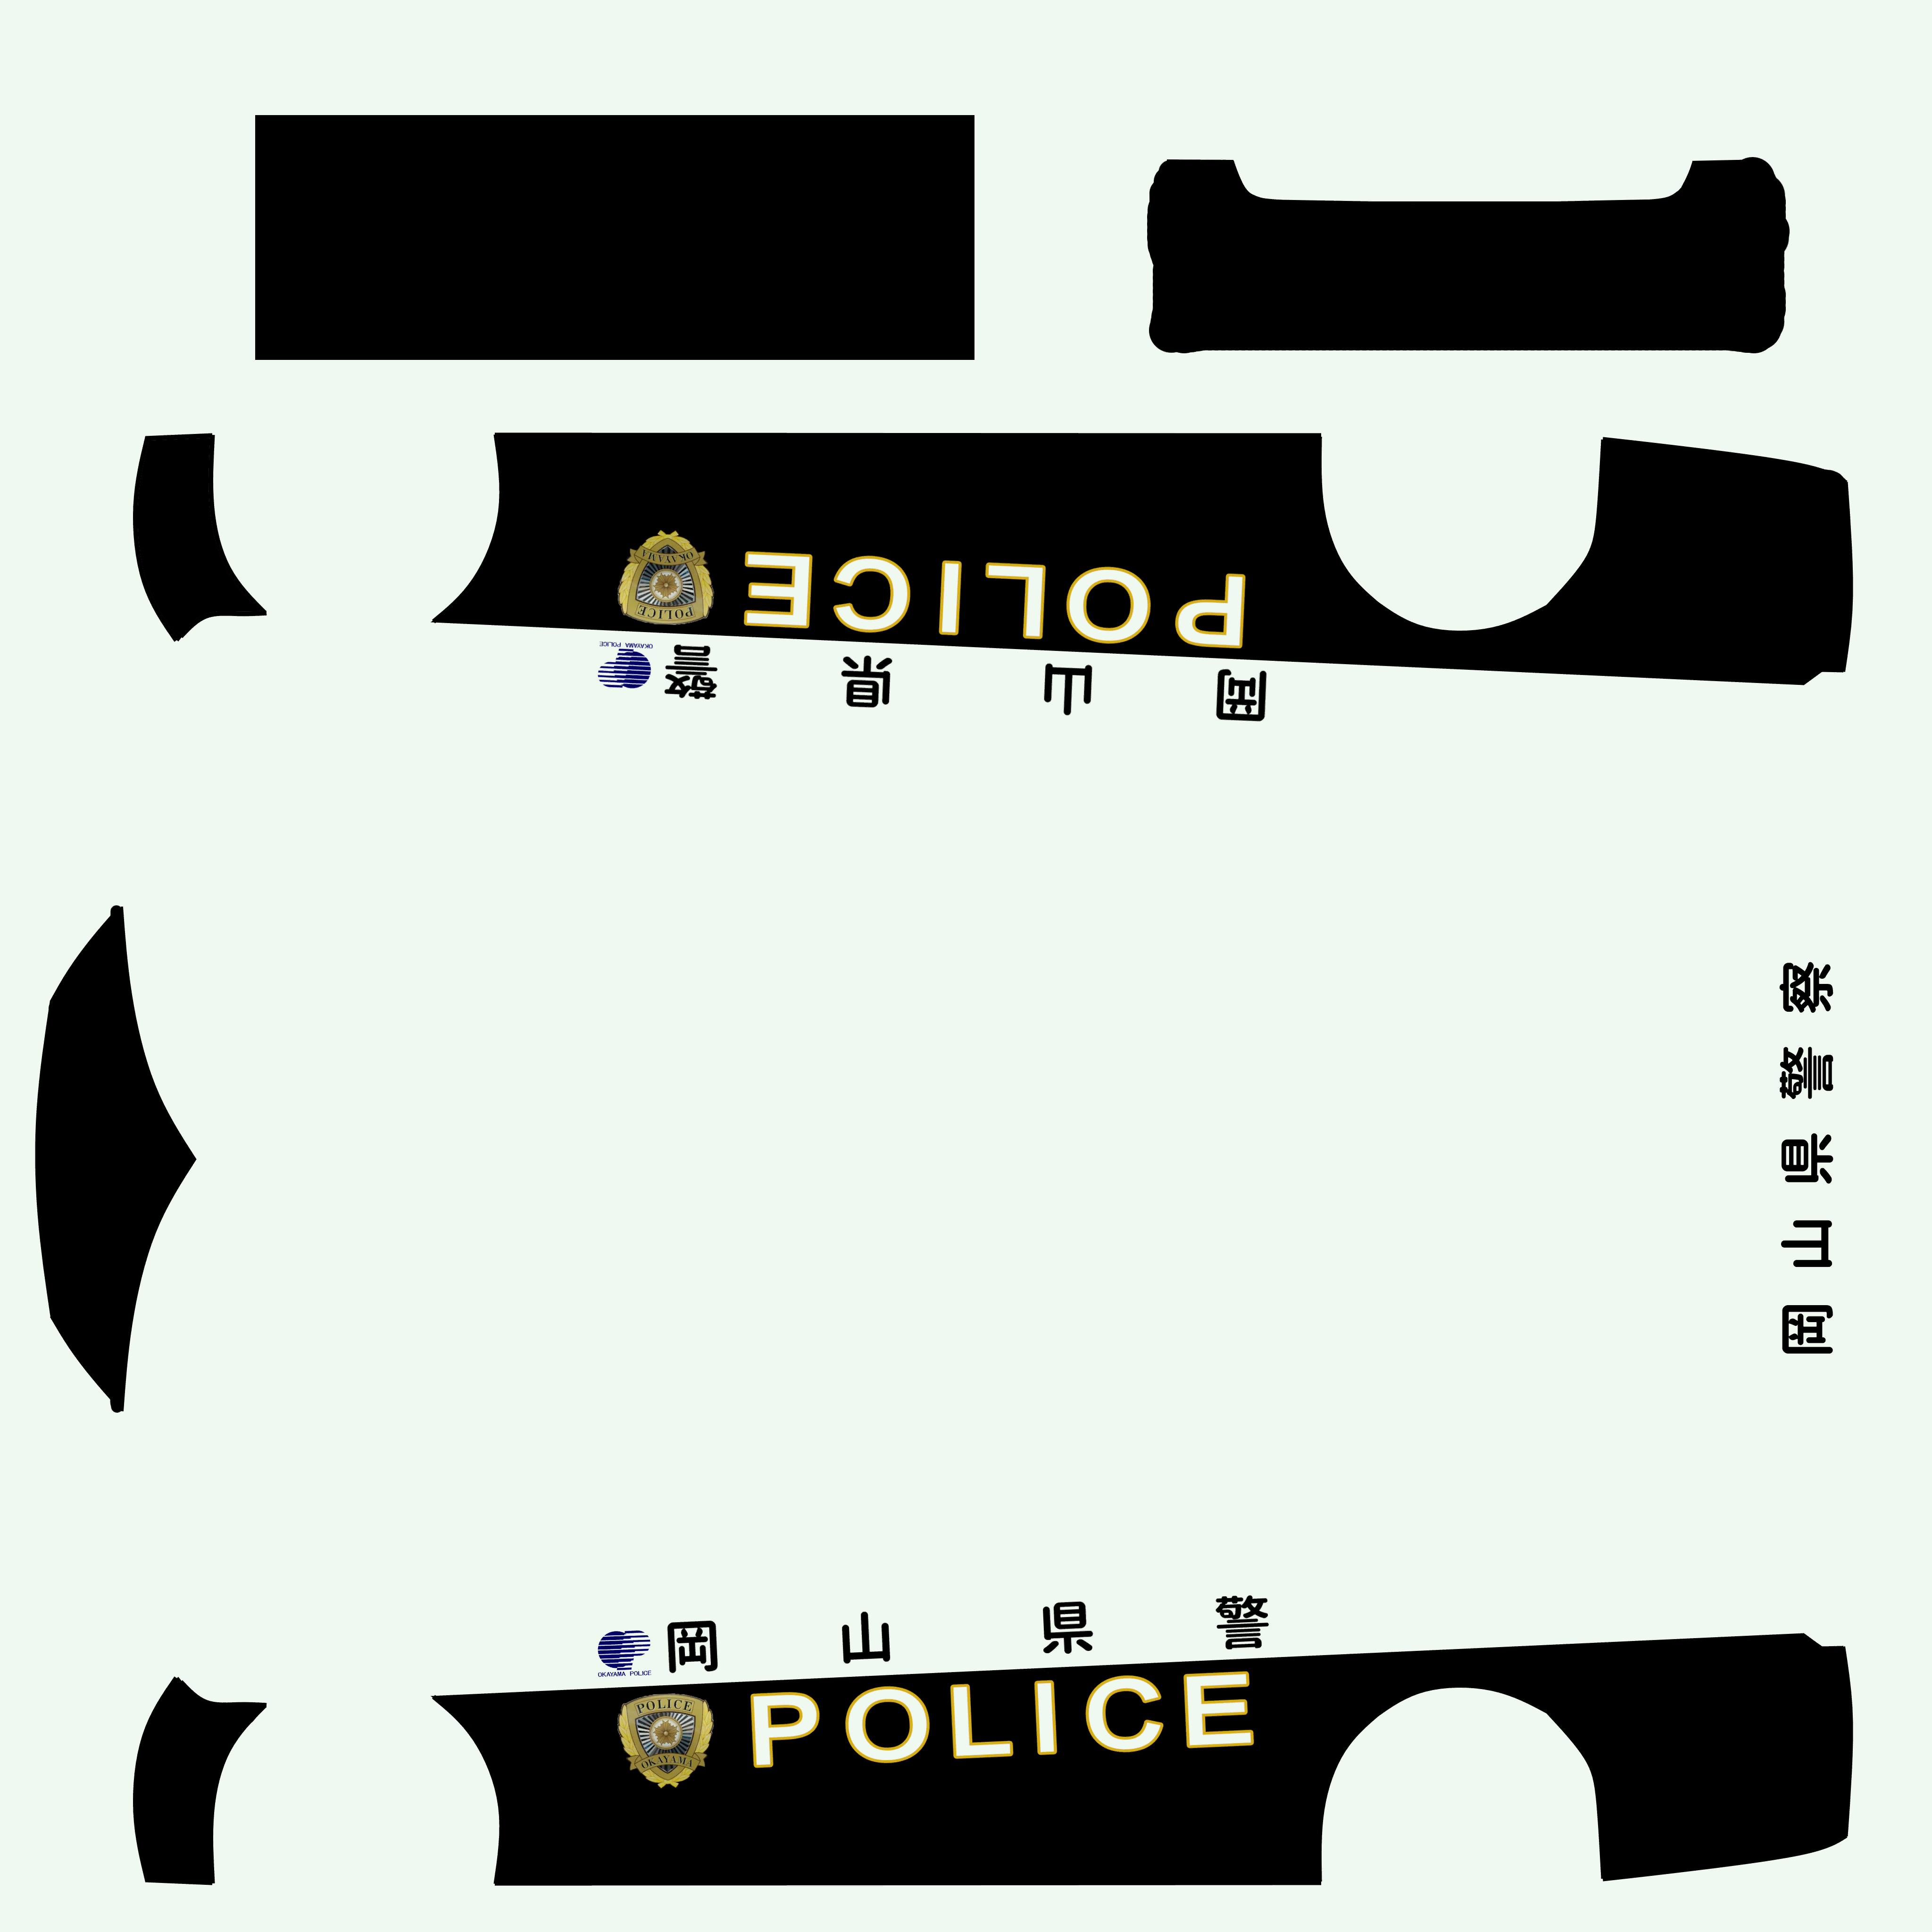 POLICE
OKAYAMA
POLICE
岡山県警
OKAYAMA POLICE
岡山県警察
岡山県警
OKAYAMA POLICE
POLICE
OKAYAMA
POLICE